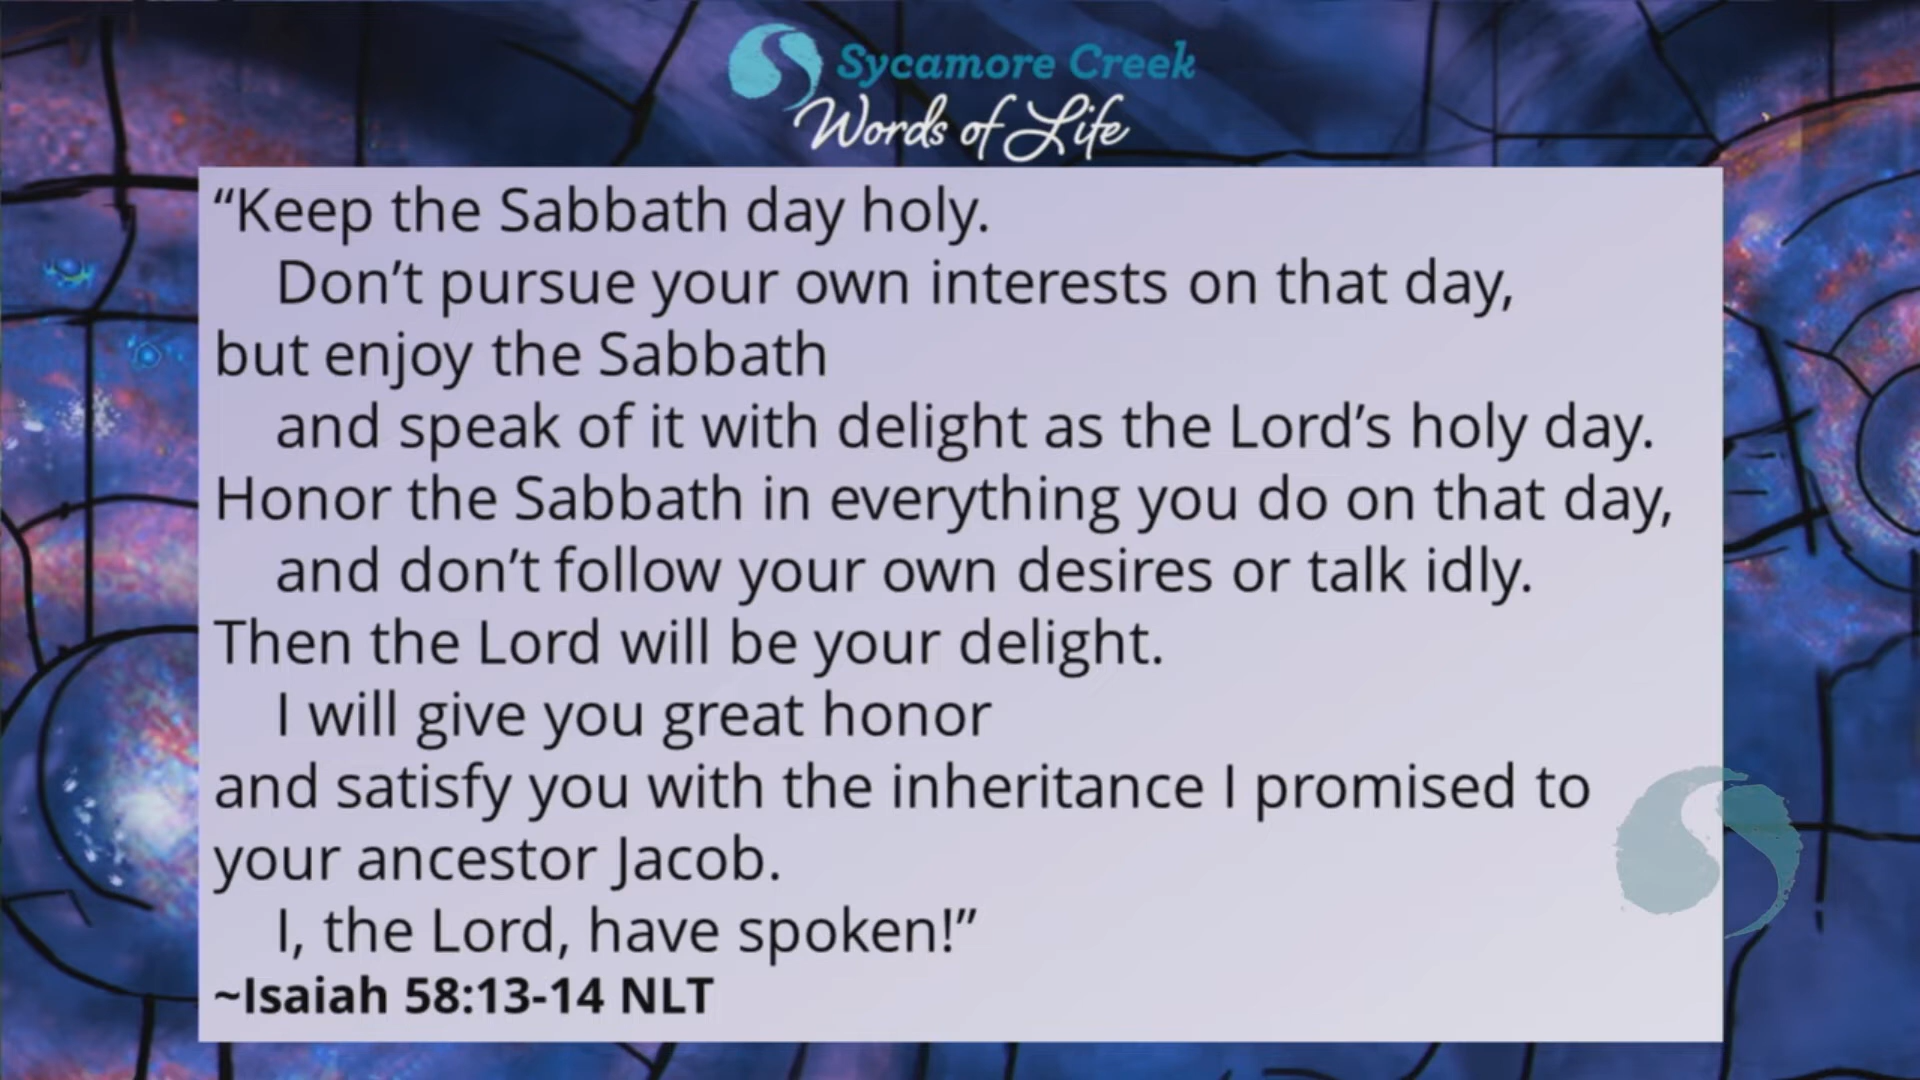 Sycamore Creek
Words of Life
“Keep the Sabbath day holy.
Don’t pursue your own interests on that day,
but enjoy the Sabbath
and speak of it with delight as the Lord’s holy day.
Honor the Sabbath in everything you do on that day,
and don’t follow your own desires or talk idly.
Then the Lord will be your delight.
I will give you great honor
and satisfy you with the inheritance I promised to
your ancestor Jacob.
I, the Lord, have spoken!”
~Isaiah 58:13-14 NLT